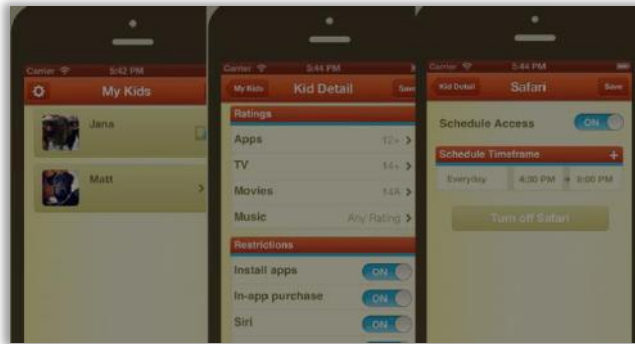 Carrier 5:42 PM
My Kids
Jana
Matt
Carrier 5:44 PM
My Kids Kid Detail Save
Ratings
Apps 12+
TV 14+
Movies 14A
Music Any Rating
Restrictions
Install apps ON
In-app purchase ON
Siri ON
Carrier 5:44 PM
Kid Detail Safari Save
Schedule Access ON
Schedule Timeframe +
Everyday 4:30 PM 9:00 PM
Turn off Safari